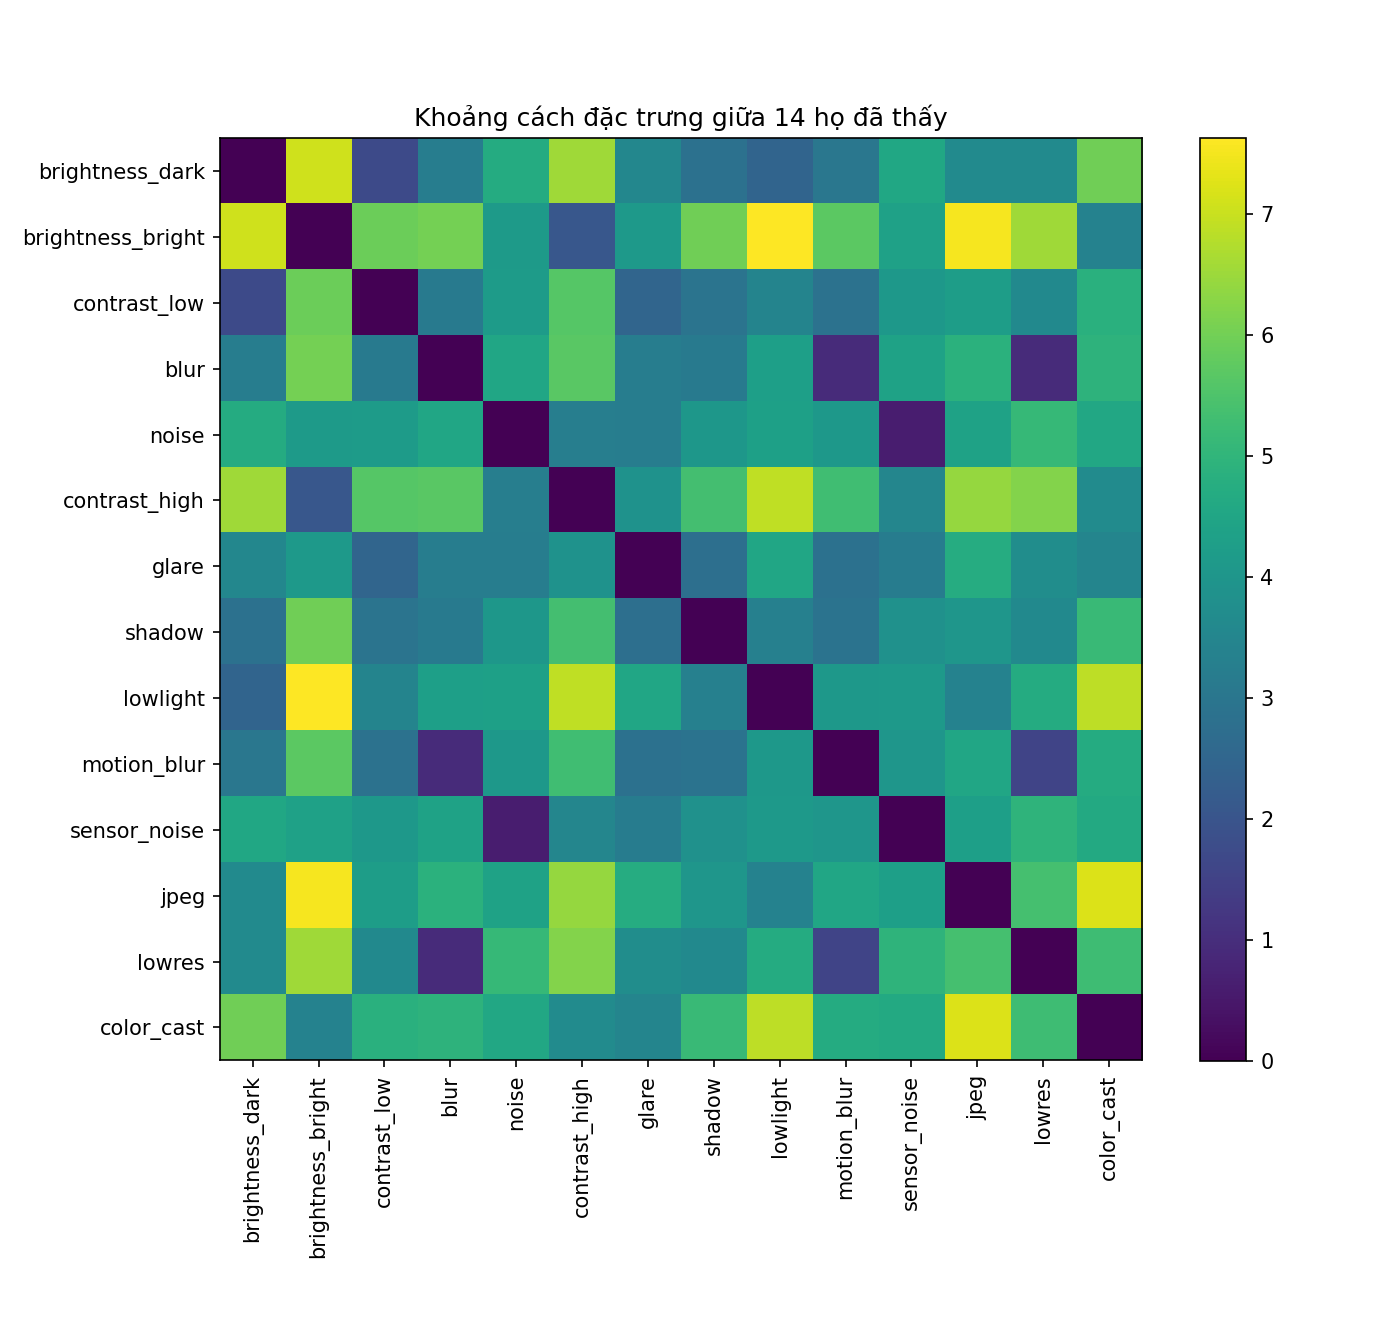 Khoảng cách đặc trưng giữa 14 họ đã thấy
brightness_dark
brightness_bright
contrast_low
blur
noise
contrast_high
glare
shadow
lowlight
motion_blur
sensor_noise
jpeg
lowres
color_cast
brightness_dark
brightness_bright
contrast_low
blur
noise
contrast_high
glare
shadow
lowlight
motion_blur
sensor_noise
jpeg
lowres
color_cast
7
6
5
4
3
2
1
0